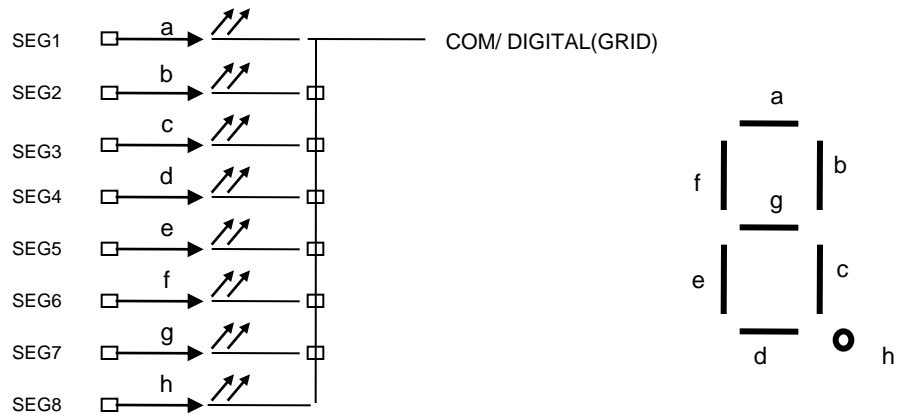 SEG1 a COM/ DIGITAL(GRID)
SEG2 b
SEG3 c
SEG4 d
SEG5 e
SEG6 f
SEG7 g
SEG8 h
a
f b
g
e c
d h